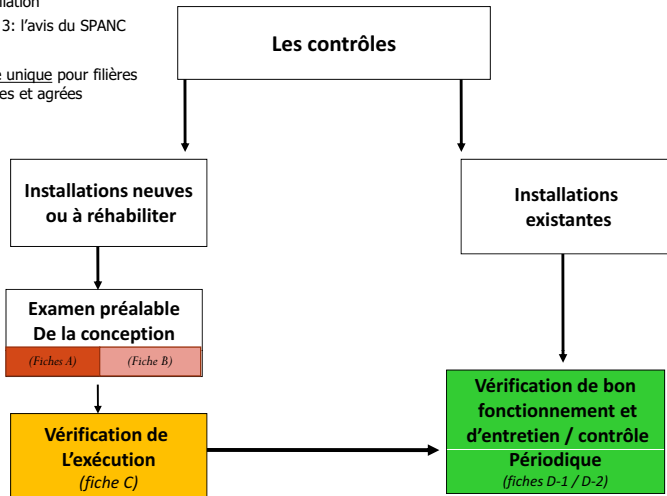 3: l'avis du SPANC
unique pour filières
et agrées
Les contrôles
Installations neuves
ou à réhabiliter
Installations
existantes
Examen préalable
De la conception
(Fiches A)
(Fiche B)
Vérification de
L'exécution
(fiche C)
Vérification de bon
fonctionnement et
d'entretien / contrôle
Périodique
(fiches D-1 / D-2)